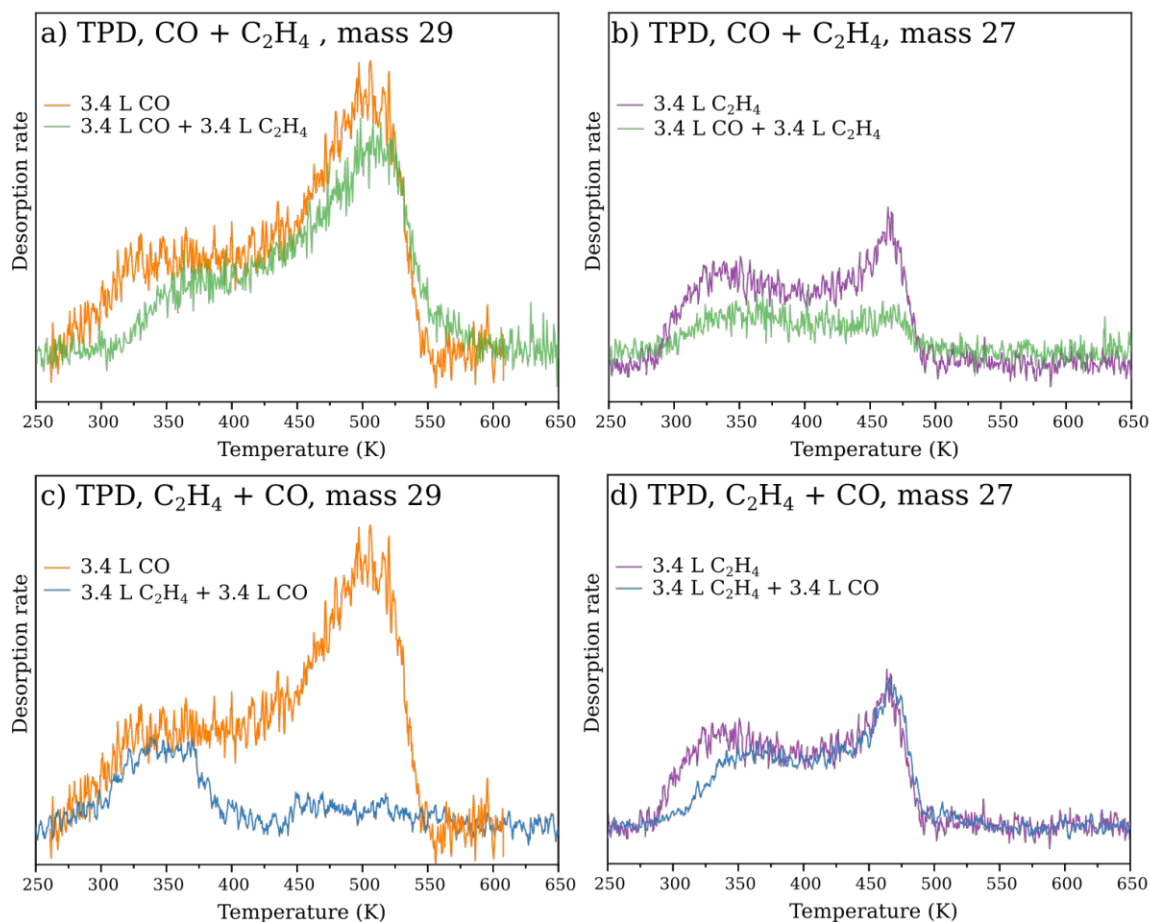 a) TPD, CO + C₂H₄ , mass 29
3.4 L CO
3.4 L CO + 3.4 L C₂H₄
Desorption rate
250 300 350 400 450 500 550 600 650
Temperature (K)
b) TPD, CO + C₂H₄, mass 27
3.4 L C₂H₄
3.4 L CO + 3.4 L C₂H₄
Desorption rate
250 300 350 400 450 500 550 600 650
Temperature (K)
c) TPD, C₂H₄ + CO, mass 29
3.4 L CO
3.4 L C₂H₄ + 3.4 L CO
Desorption rate
250 300 350 400 450 500 550 600 650
Temperature (K)
d) TPD, C₂H₄ + CO, mass 27
3.4 L C₂H₄
3.4 L C₂H₄ + 3.4 L CO
Desorption rate
250 300 350 400 450 500 550 600 650
Temperature (K)